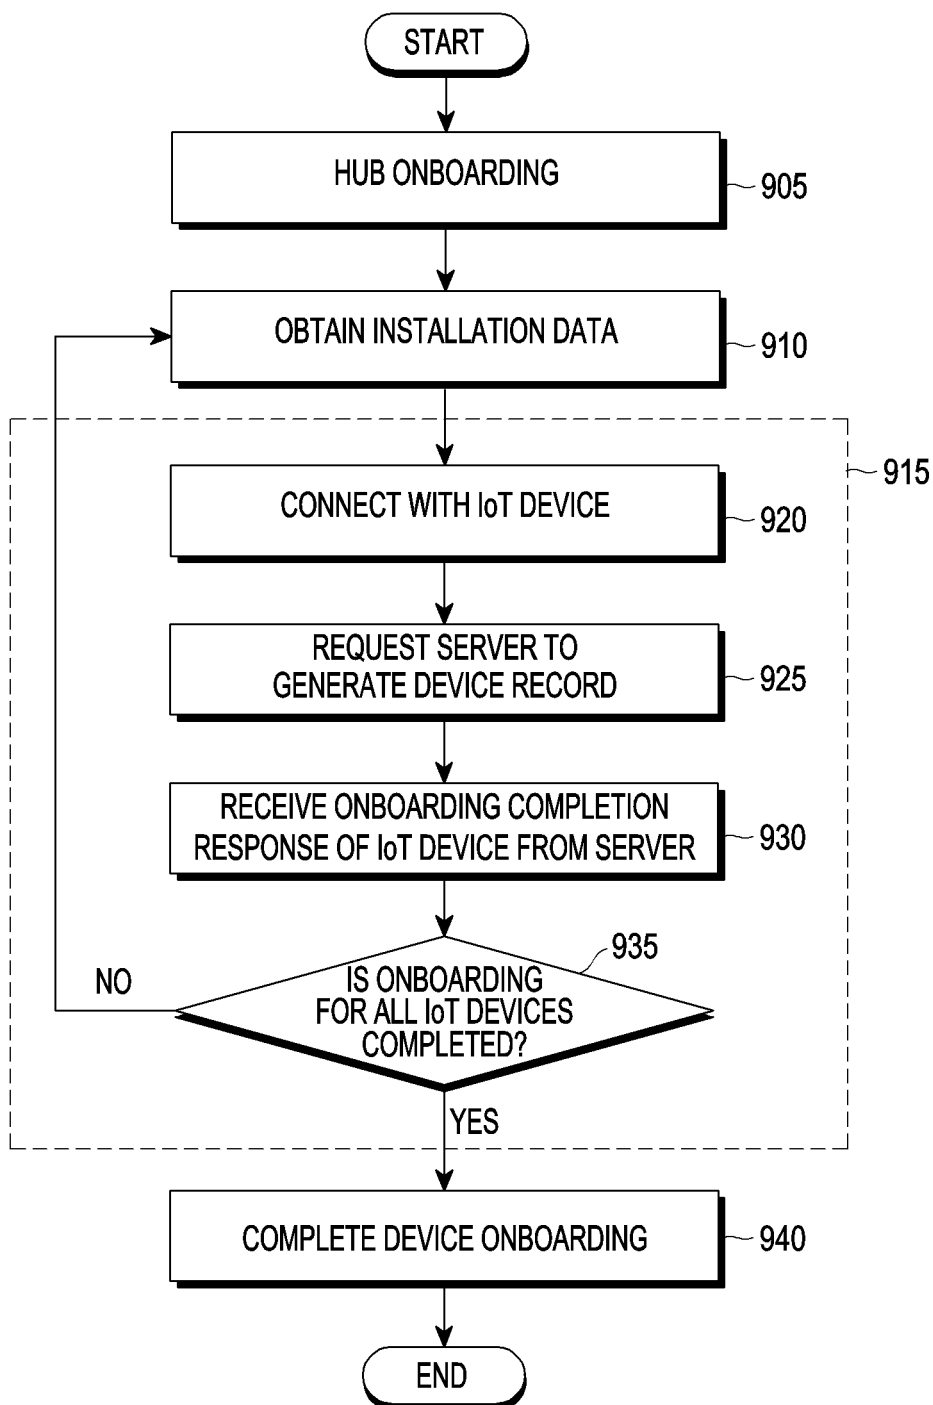 START
HUB ONBOARDING
905
OBTAIN INSTALLATION DATA
910
915
CONNECT WITH IoT DEVICE
920
REQUEST SERVER TO
GENERATE DEVICE RECORD
925
RECEIVE ONBOARDING COMPLETION
RESPONSE OF IoT DEVICE FROM SERVER
930
935
IS ONBOARDING
FOR ALL IoT DEVICES
COMPLETED?
NO
YES
COMPLETE DEVICE ONBOARDING
940
END